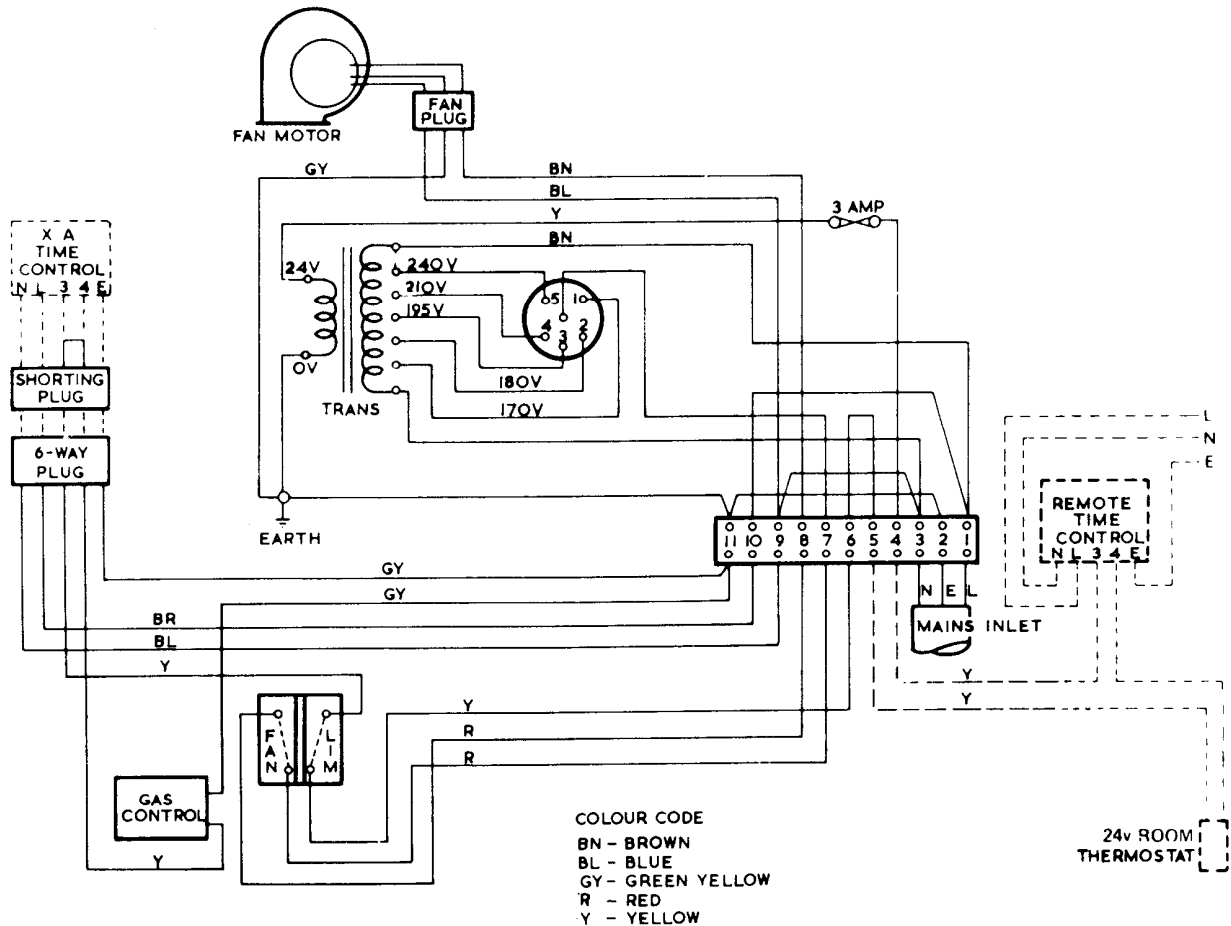 FAN
PLUG
FAN MOTOR
GY
BN
BL
Y
3 AMP
BN
X A
TIME
CONTROL
N L 3 4 E
24V
0V
TRANS
240V
210V
195V
180V
170V
5 1
4 2
3
SHORTING
PLUG
6-WAY
PLUG
EARTH
11 10 9 8 7 6 5 4 3 2 1
L
N
E
REMOTE
TIME
CONTROL
N L 3 4 E
N E L
MAINS INLET
GY
GY
BR
BL
Y
Y
Y
Y
R
R
FAN
LIM
GAS
CONTROL
Y
COLOUR CODE
BN - BROWN
BL - BLUE
GY - GREEN YELLOW
R - RED
Y - YELLOW
24v ROOM
THERMOSTAT